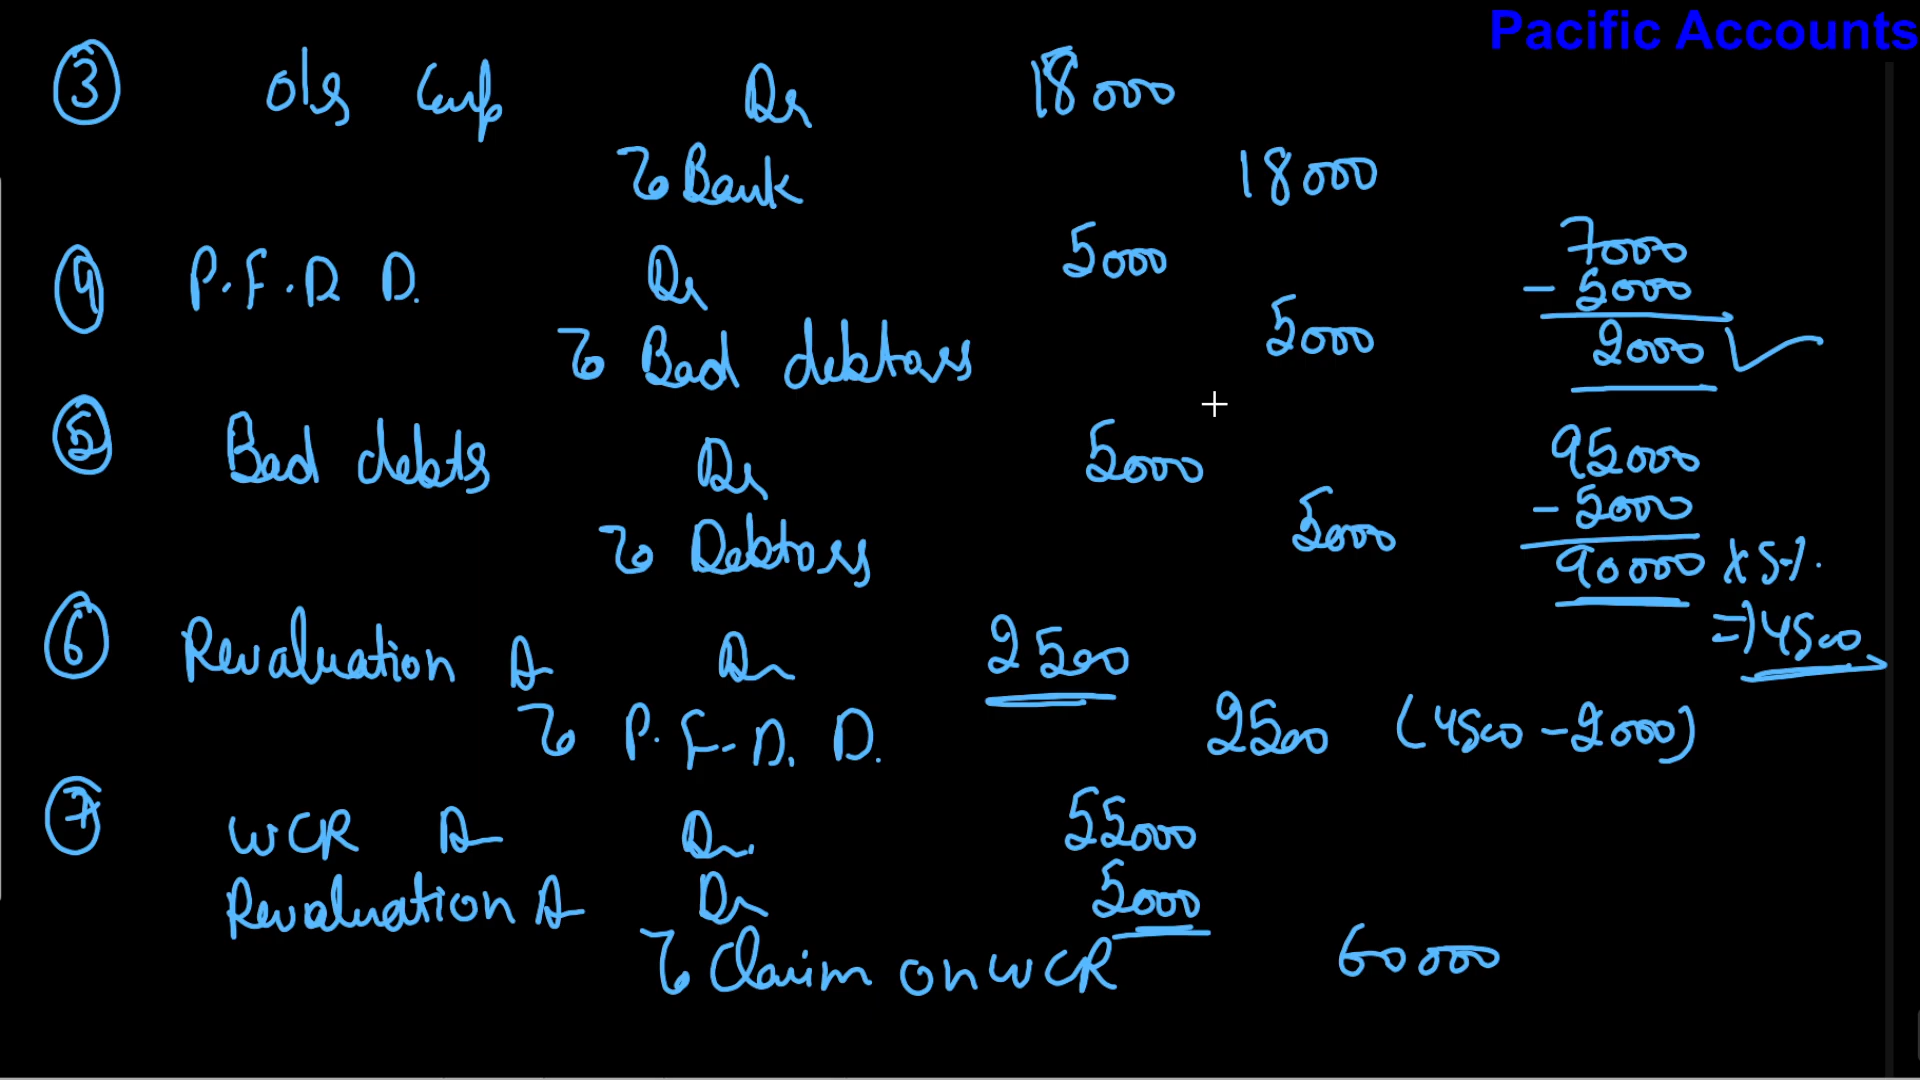 Pacific Accounts
③ o/s Exp Dr 18000
To Bank 18000
④ P.F.D D. Dr 5000
To Bad debtors 5000
7000
- 5000
2000 ✓
⑤ Bad debts Dr 5000
To Debtors 5000
95000
- 5000
90000 × 5%.
=) 4500
⑥ Revaluation A Dr 2500
To P.F-D.D. 2500 (4500 - 2000)
⑦ WCR A Dr. 55000
Revaluation A Dr 5000
To Claim on WCR 60000